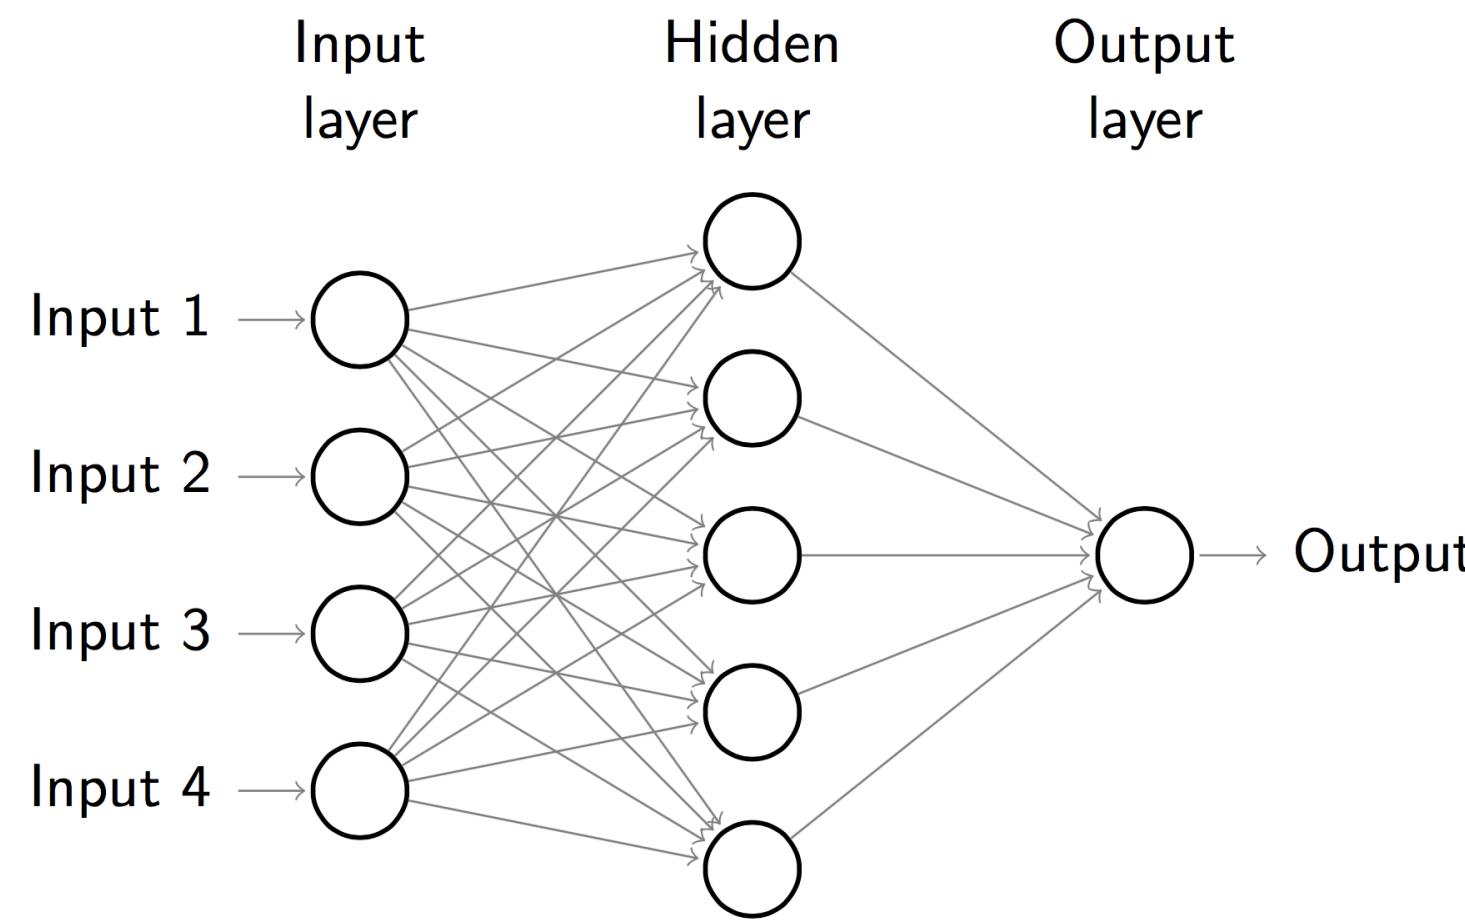 Input
layer
Hidden
layer
Output
layer
Input 1
Input 2
Input 3
Input 4
Output